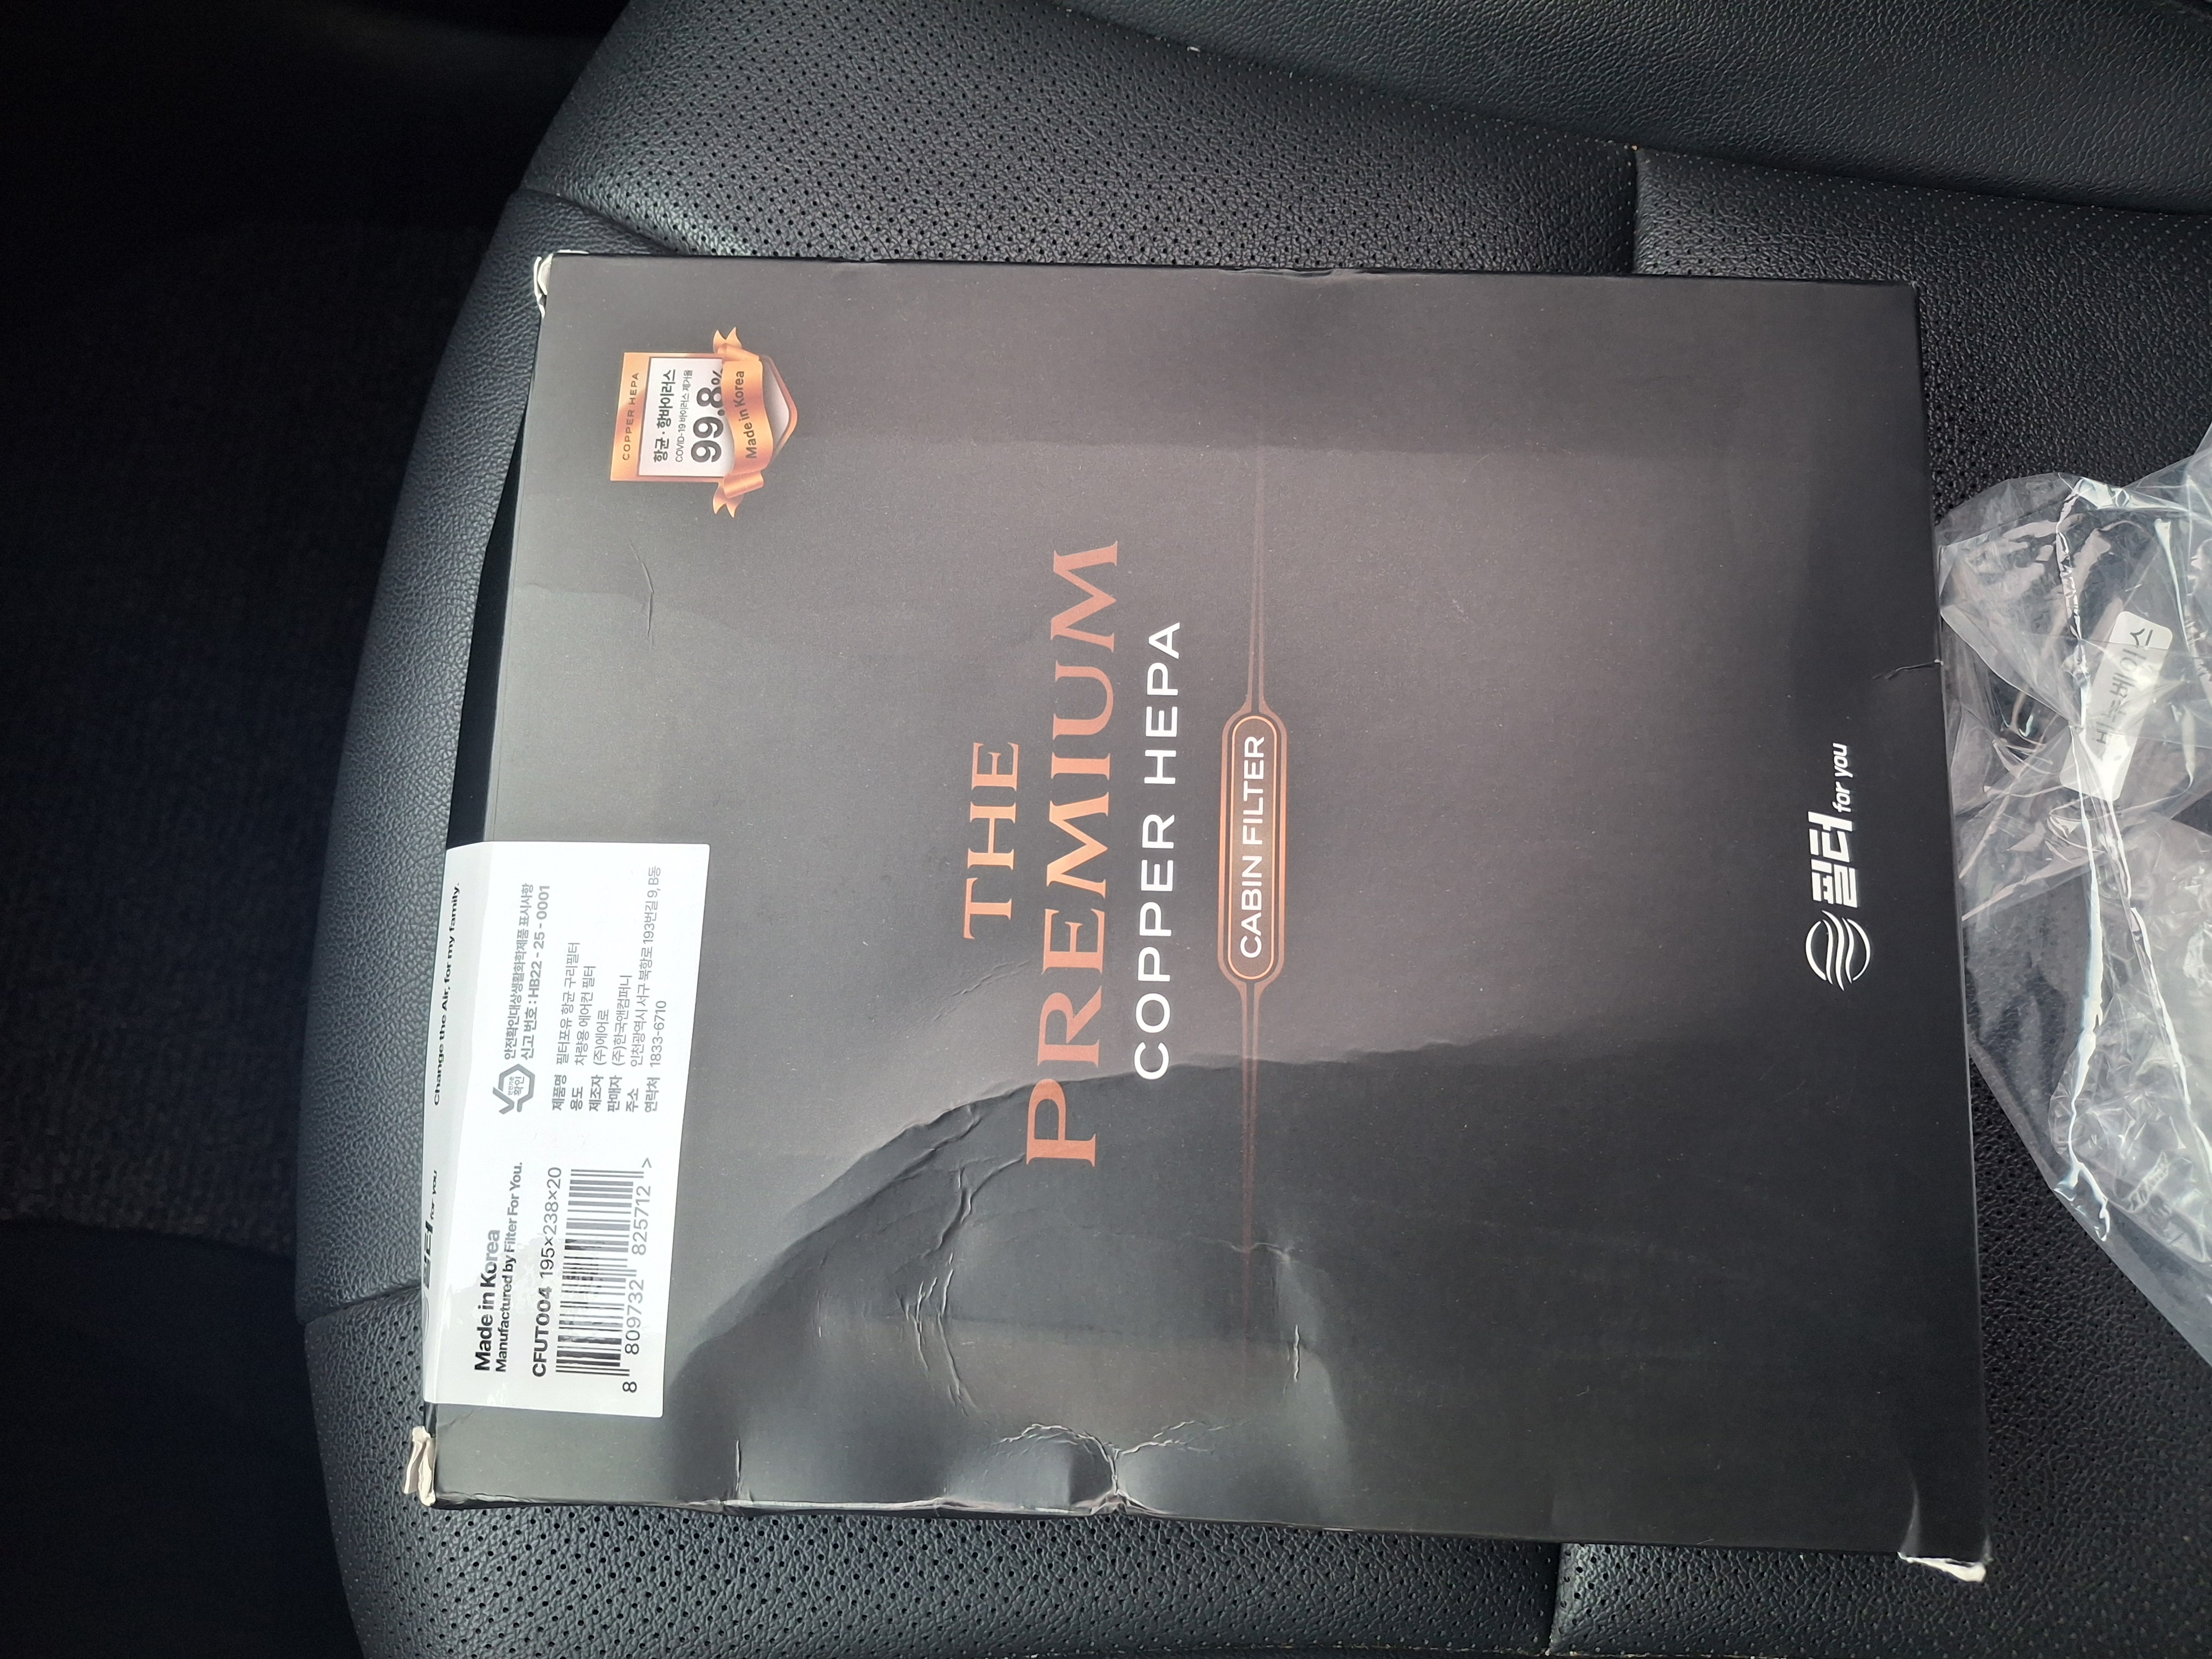 COPPER HEPA
항균·항바이러스
COVID-19 바이러스 제거율
99.8%
Made in Korea
THE
PREMIUM
COPPER HEPA
CABIN FILTER
필터 for you
Change the Air, for my family.
for you
Made in Korea
Manufactured by Filter For You.
CFUT004 195×238×20
8 809732 825712 >
확인
안전확인대상생활화학제품 표시사항
신고 번호 : HB22-25-0001
제품명 필터포유 항균 구리필터
용도 차량용 에어컨 필터
제조자 (주)에어로
판매자 (주)한국앤컴퍼니
주소 인천광역시 서구 북항로193번길 9, B동
연락처 1833-6710